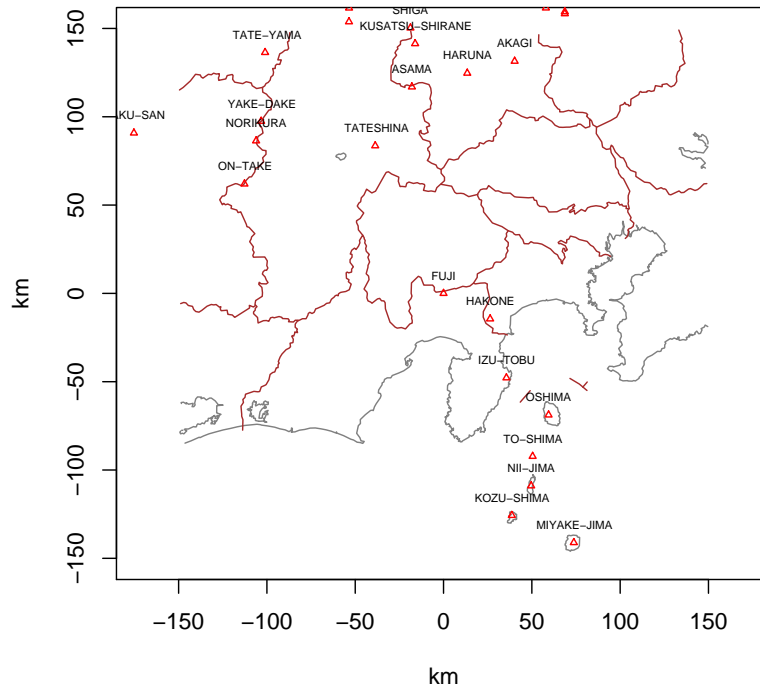 SHIGA
KUSATSU−SHIRANE
TATE−YAMA
HARUNA
AKAGI
ASAMA
YAKE−DAKE
AKU−SAN
NORIKURA
TATESHINA
ON−TAKE
FUJI
HAKONE
IZU−TOBU
OSHIMA
TO−SHIMA
NII−JIMA
KOZU−SHIMA
MIYAKE−JIMA
150
100
50
0
−50
−100
−150
km
−150
−100
−50
0
50
100
150
km